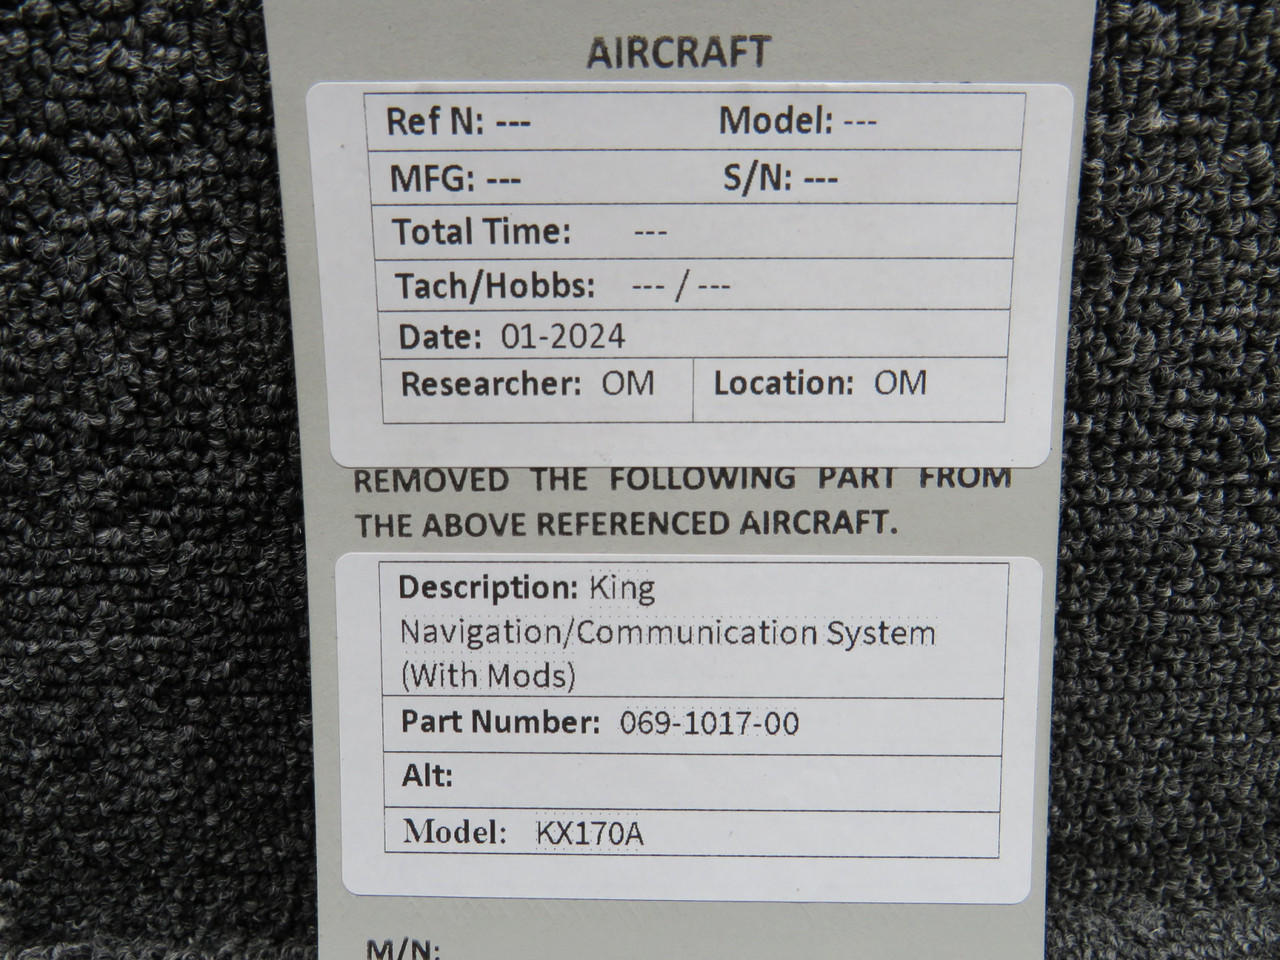 AIRCRAFT
Ref N: --- Model: ---
MFG: --- S/N: ---
Total Time: ---
Tach/Hobbs: --- / ---
Date: 01-2024
Researcher: OM Location: OM
REMOVED THE FOLLOWING PART FROM
THE ABOVE REFERENCED AIRCRAFT.
Description: King
Navigation/Communication System
(With Mods)
Part Number: 069-1017-00
Alt:
Model: KX170A
M/N: